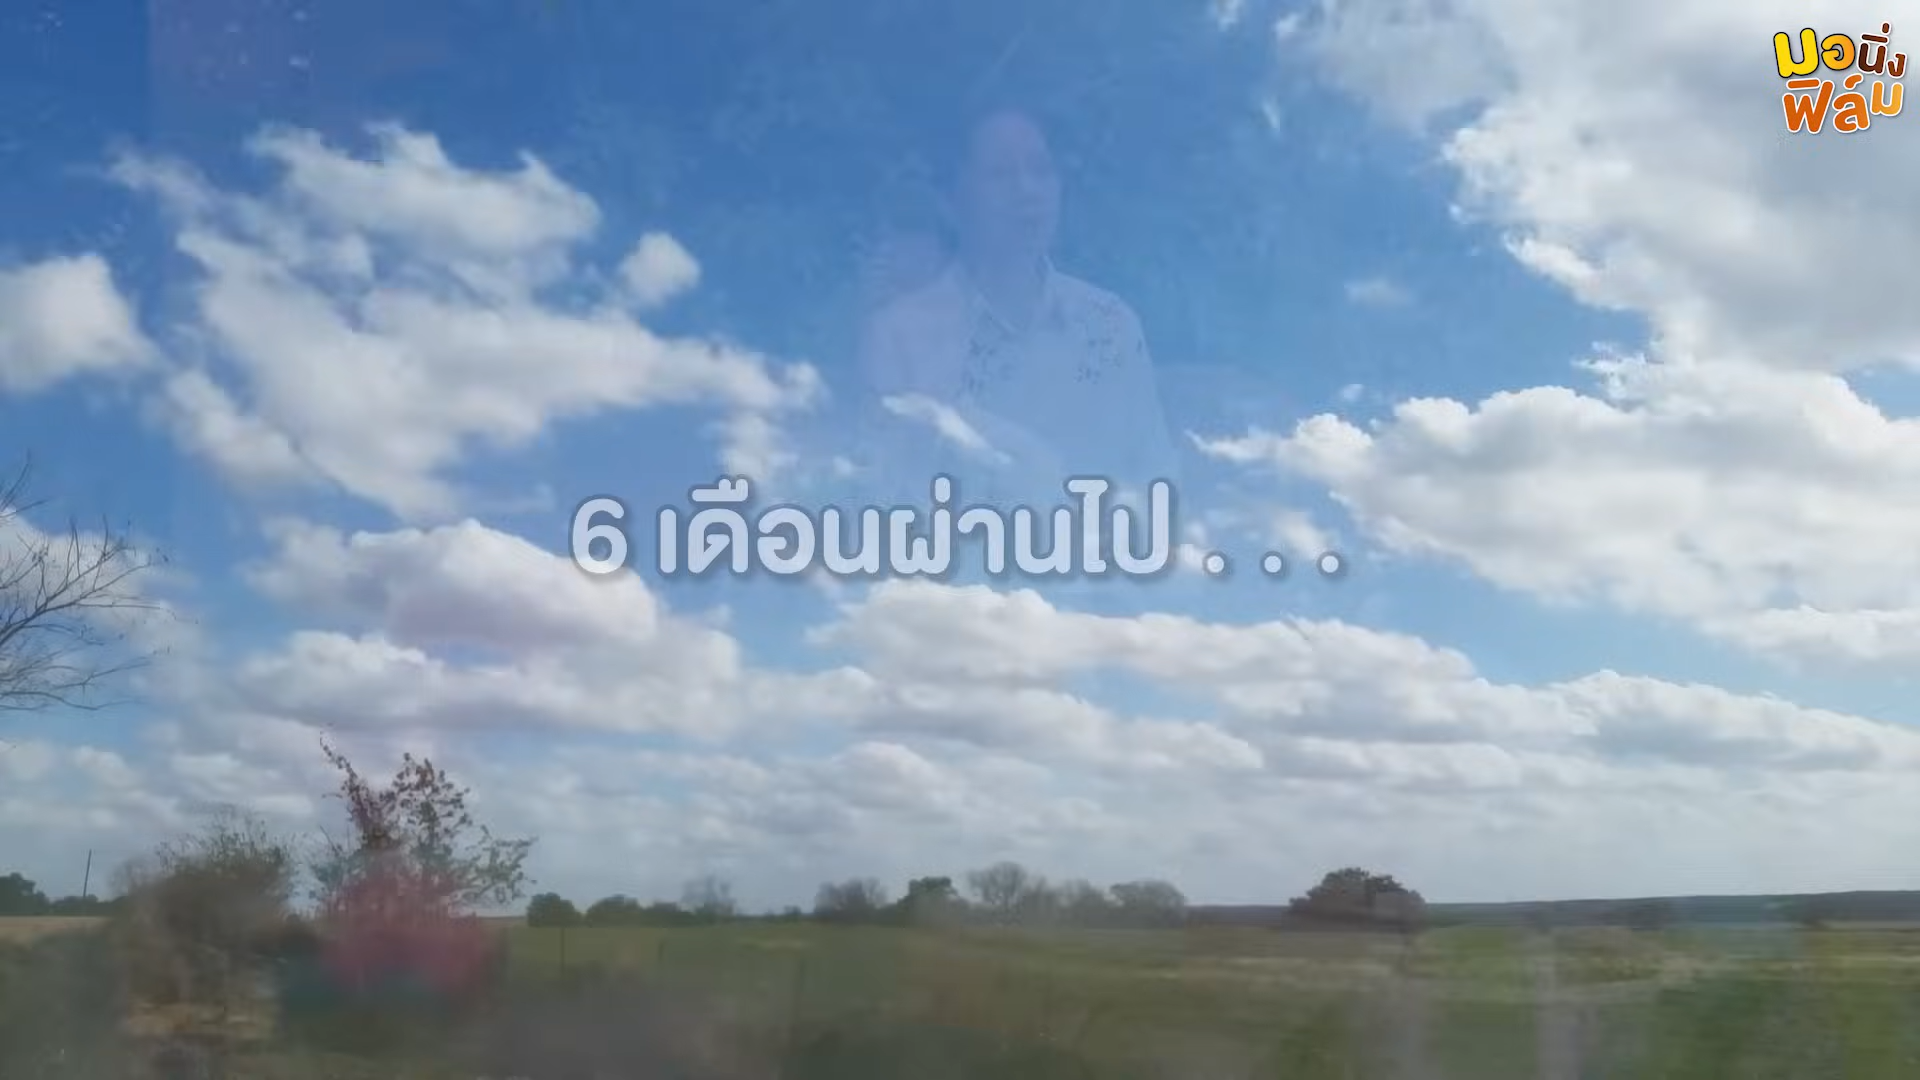 มอนิ่ง
ฟิล์ม
6 เดือนผ่านไป . . .